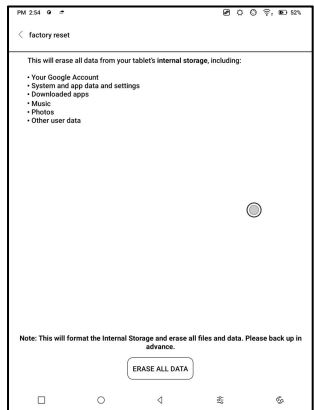 PM 2:54 52%
factory reset
This will erase all data from your tablet's internal storage, including:
• Your Google Account
• System and app data and settings
• Downloaded apps
• Music
• Photos
• Other user data
Note: This will format the Internal Storage and erase all files and data. Please back up in
advance.
ERASE ALL DATA